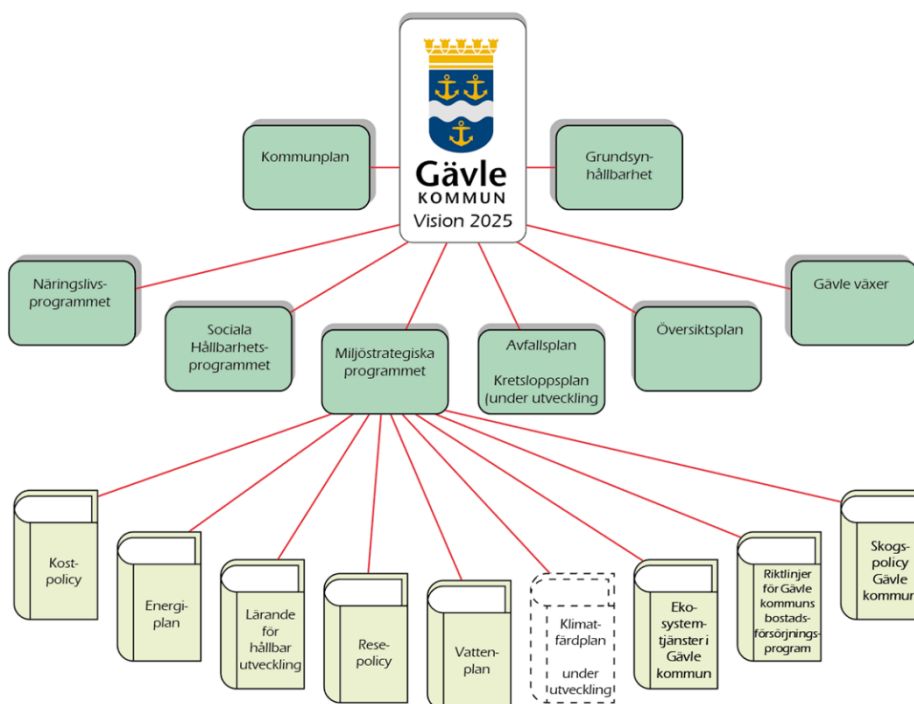 Gävle
KOMMUN
Vision 2025
Kommunplan
Grundsyn-
hållbarhet
Näringslivs-
programmet
Sociala
Hållbarhets-
programmet
Miljöstrategiska
programmet
Avfallsplan
Kretsloppsplan
(under utveckling
Översiktsplan
Gävle växer
Kost-
policy
Energi-
plan
Lärande
för
hållbar
utveckling
Rese-
policy
Vatten-
plan
Klimat-
färdplan
under
utveckling
Eko-
system-
tjänster i
Gävle
kommun
Riktlinjer
för Gävle
kommuns
bostads-
försörjnings-
program
Skogs-
policy
Gävle
kommun